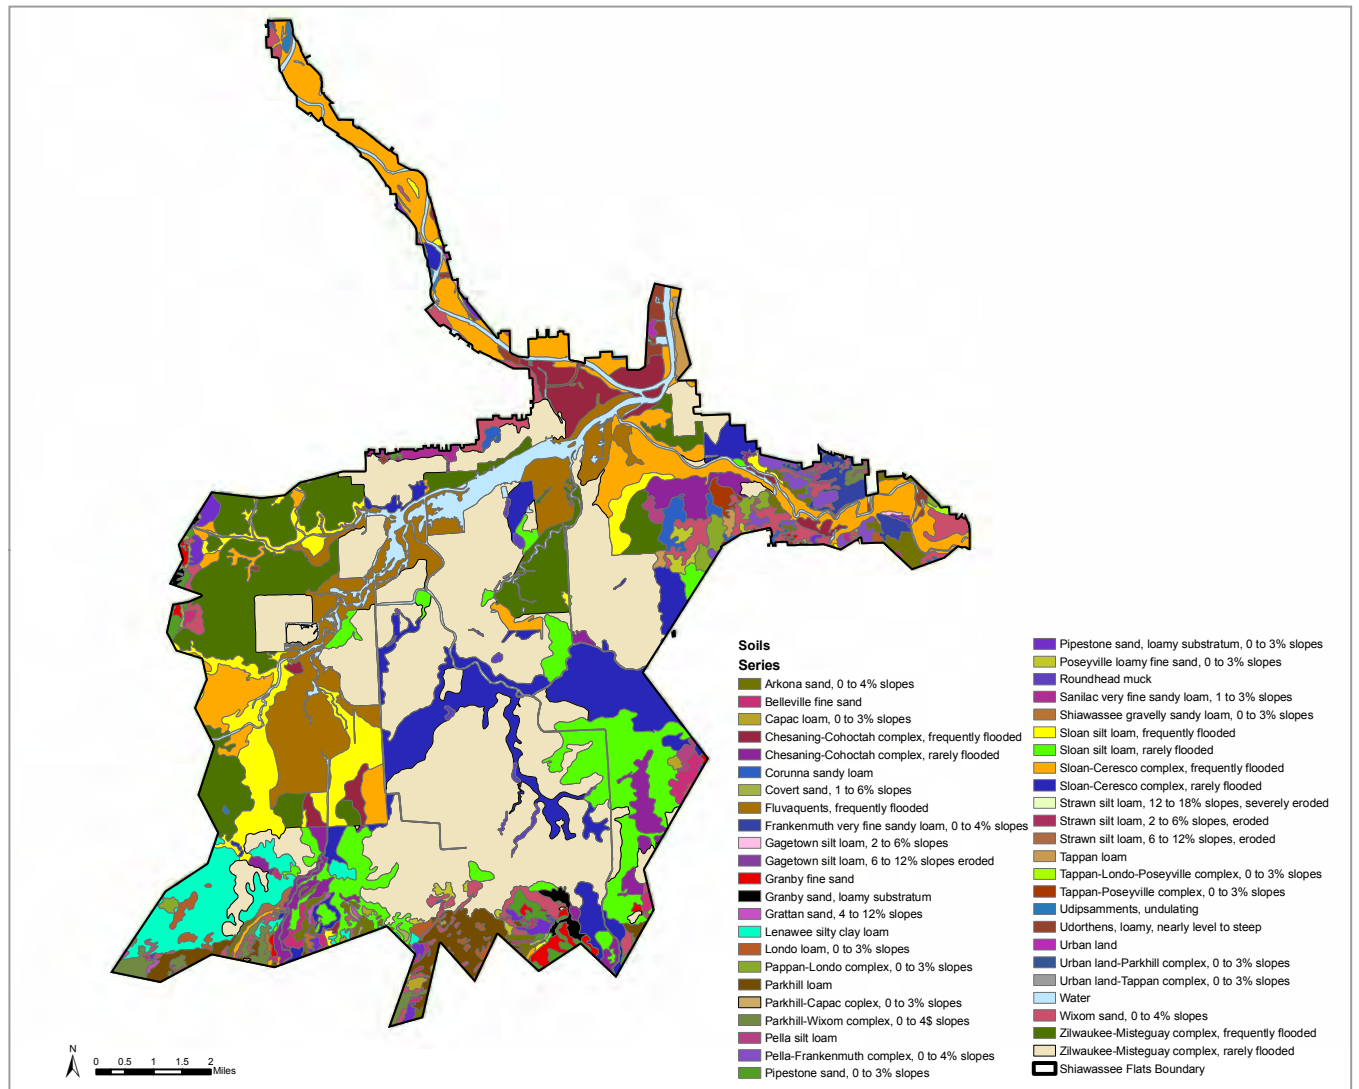 Soils
Series
Arkona sand, 0 to 4% slopes
Belleville fine sand
Capac loam, 0 to 3% slopes
Chesaning-Cohoctah complex, frequently flooded
Chesaning-Cohoctah complex, rarely flooded
Corunna sandy loam
Covert sand, 1 to 6% slopes
Fluvaquents, frequently flooded
Frankenmuth very fine sandy loam, 0 to 4% slopes
Gagetown silt loam, 2 to 6% slopes
Gagetown silt loam, 6 to 12% slopes eroded
Granby fine sand
Granby sand, loamy substratum
Grattan sand, 4 to 12% slopes
Lenawee silty clay loam
Londo loam, 0 to 3% slopes
Pappan-Londo complex, 0 to 3% slopes
Parkhill loam
Parkhill-Capac coplex, 0 to 3% slopes
Parkhill-Wixom complex, 0 to 4$ slopes
Pella silt loam
Pella-Frankenmuth complex, 0 to 4% slopes
Pipestone sand, 0 to 3% slopes
Pipestone sand, loamy substratum, 0 to 3% slopes
Poseyville loamy fine sand, 0 to 3% slopes
Roundhead muck
Sanilac very fine sandy loam, 1 to 3% slopes
Shiawassee gravelly sandy loam, 0 to 3% slopes
Sloan silt loam, frequently flooded
Sloan silt loam, rarely flooded
Sloan-Ceresco complex, frequently flooded
Sloan-Ceresco complex, rarely flooded
Strawn silt loam, 12 to 18% slopes, severely eroded
Strawn silt loam, 2 to 6% slopes, eroded
Strawn silt loam, 6 to 12% slopes, eroded
Tappan loam
Tappan-Londo-Poseyville complex, 0 to 3% slopes
Tappan-Poseyville complex, 0 to 3% slopes
Udipsamments, undulating
Udorthens, loamy, nearly level to steep
Urban land
Urban land-Parkhill complex, 0 to 3% slopes
Urban land-Tappan complex, 0 to 3% slopes
Water
Wixom sand, 0 to 4% slopes
Zilwaukee-Misteguay complex, frequently flooded
Zilwaukee-Misteguay complex, rarely flooded
Shiawassee Flats Boundary
N
0 0.5 1 1.5 2
Miles